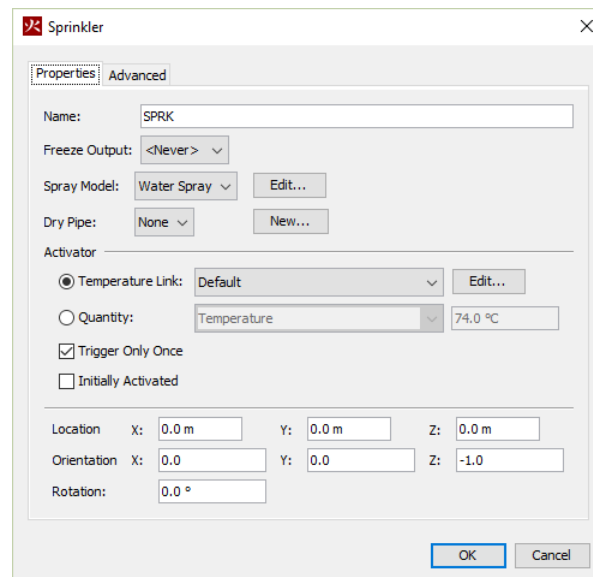 火 Sprinkler
Properties Advanced
Name: SPRK
Freeze Output: <Never>
Spray Model: Water Spray Edit...
Dry Pipe: None New...
Activator
Temperature Link: Default Edit...
Quantity: Temperature 74.0 °C
Trigger Only Once
Initially Activated
Location X: 0.0 m Y: 0.0 m Z: 0.0 m
Orientation X: 0.0 Y: 0.0 Z: -1.0
Rotation: 0.0 °
OK Cancel